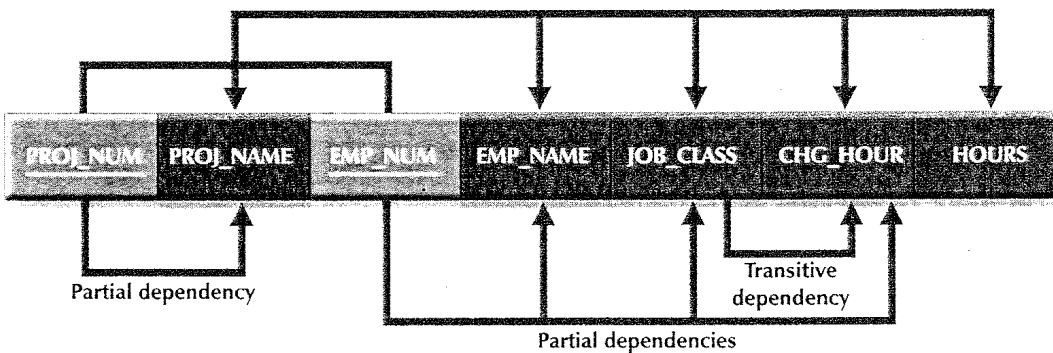 PROJ_NUM PROJ_NAME EMP_NUM EMP_NAME JOB_CLASS CHG_HOUR HOURS
Partial dependency
Transitive
dependency
Partial dependencies